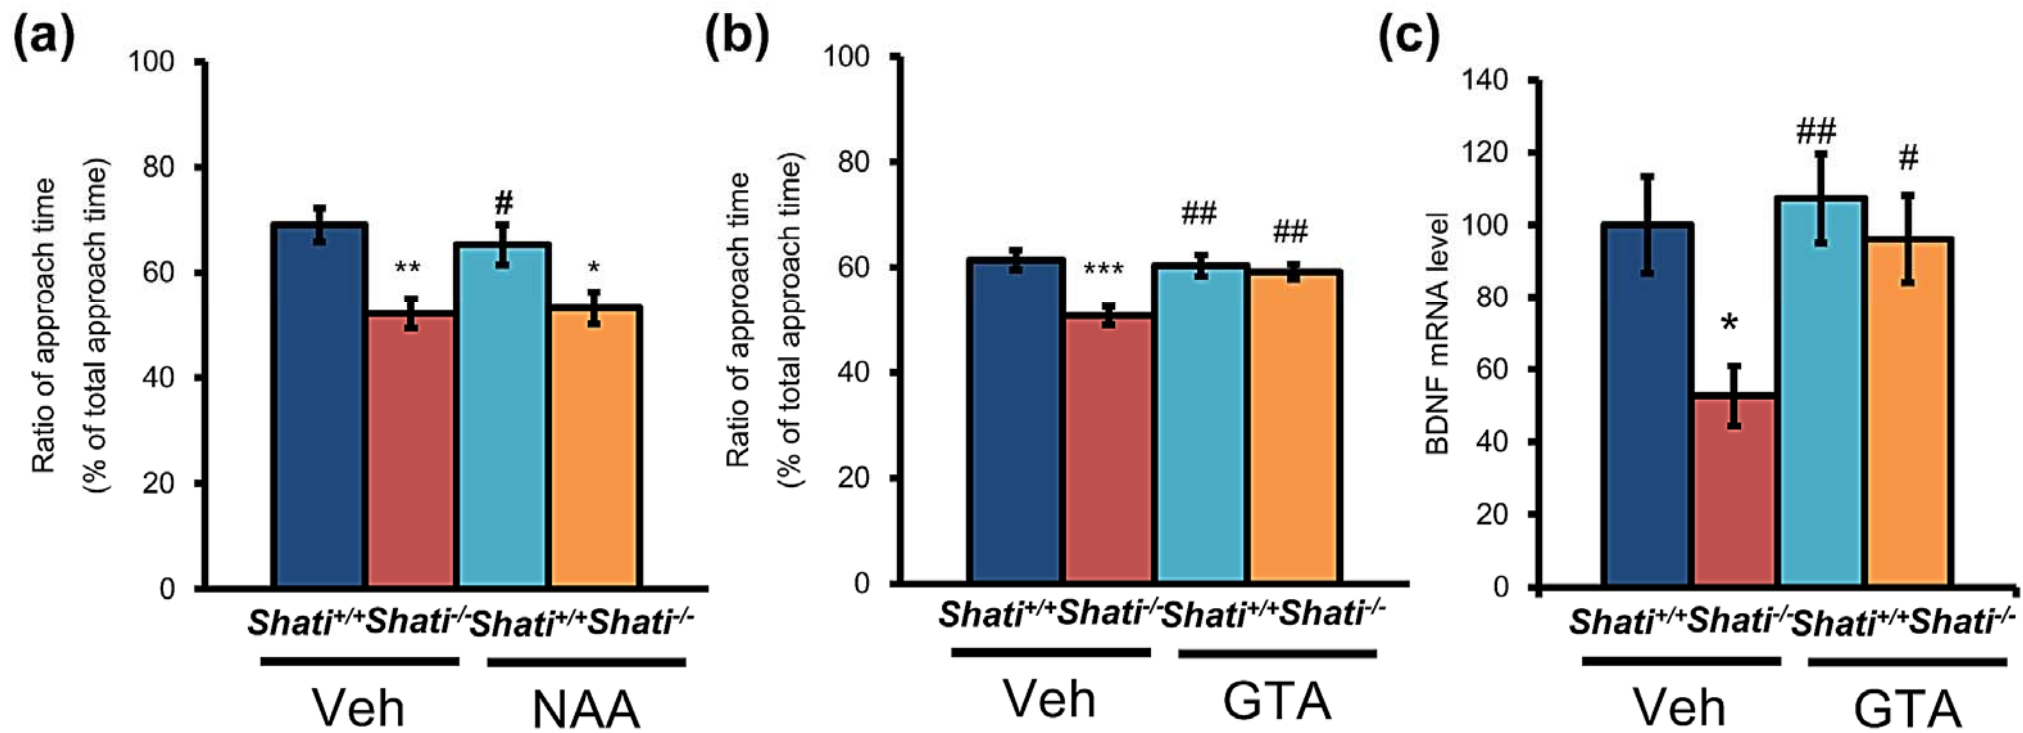 (a)
Ratio of approach time
(% of total approach time)
100
80
60
40
20
0
**
#
*
Shati+/+ Shati-/- Shati+/+ Shati-/-
Veh NAA
(b)
Ratio of approach time
(% of total approach time)
100
80
60
40
20
0
***
##
##
Shati+/+ Shati-/- Shati+/+ Shati-/-
Veh GTA
(c)
BDNF mRNA level
140
120
100
80
60
40
20
0
*
##
#
Shati+/+ Shati-/- Shati+/+ Shati-/-
Veh GTA